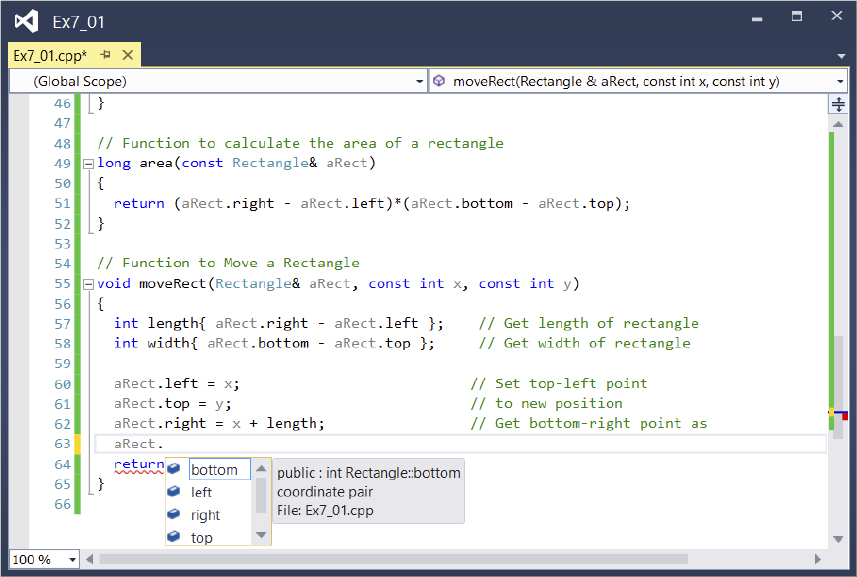 Ex7_01
Ex7_01.cpp*
(Global Scope) moveRect(Rectangle & aRect, const int x, const int y)
46 }
47
48 // Function to calculate the area of a rectangle
49 long area(const Rectangle& aRect)
50 {
51 return (aRect.right - aRect.left)*(aRect.bottom - aRect.top);
52 }
53
54 // Function to Move a Rectangle
55 void moveRect(Rectangle& aRect, const int x, const int y)
56 {
57 int length{ aRect.right - aRect.left }; // Get length of rectangle
58 int width{ aRect.bottom - aRect.top }; // Get width of rectangle
59
60 aRect.left = x; // Set top-left point
61 aRect.top = y; // to new position
62 aRect.right = x + length; // Get bottom-right point as
63 aRect.
64 return
65 }
66
bottom
left
right
top
public : int Rectangle::bottom
coordinate pair
File: Ex7_01.cpp
100 %